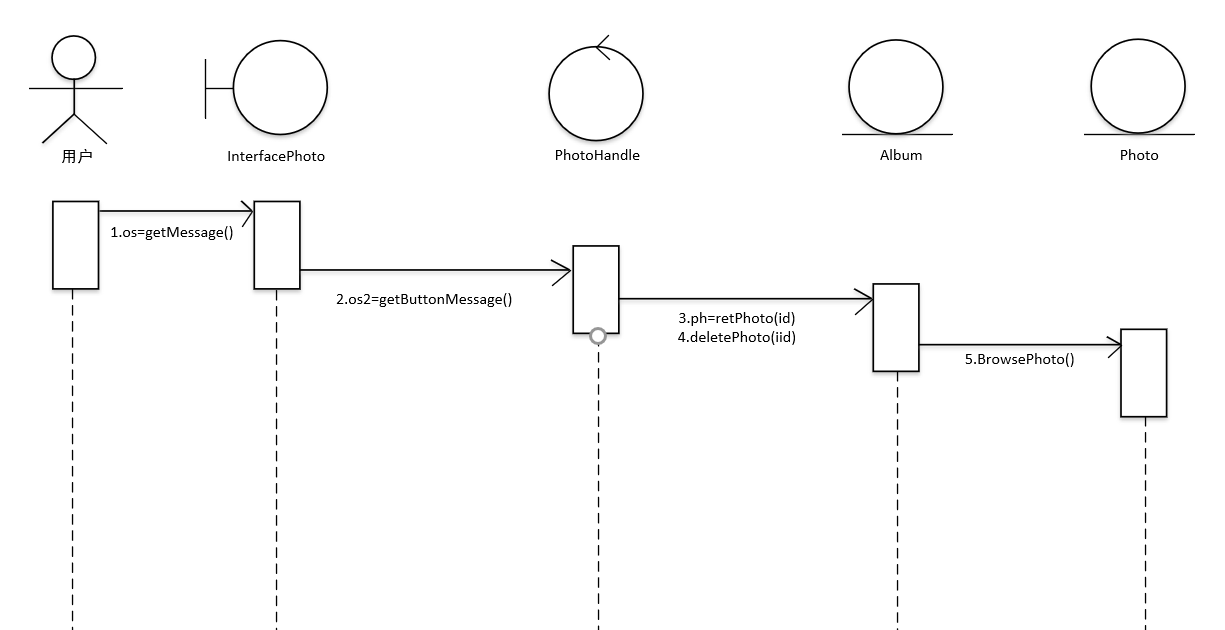 用户
InterfacePhoto
PhotoHandle
Album
Photo
1.os=getMessage()
2.os2=getButtonMessage()
3.ph=retPhoto(id)
4.deletePhoto(iid)
5.BrowsePhoto()